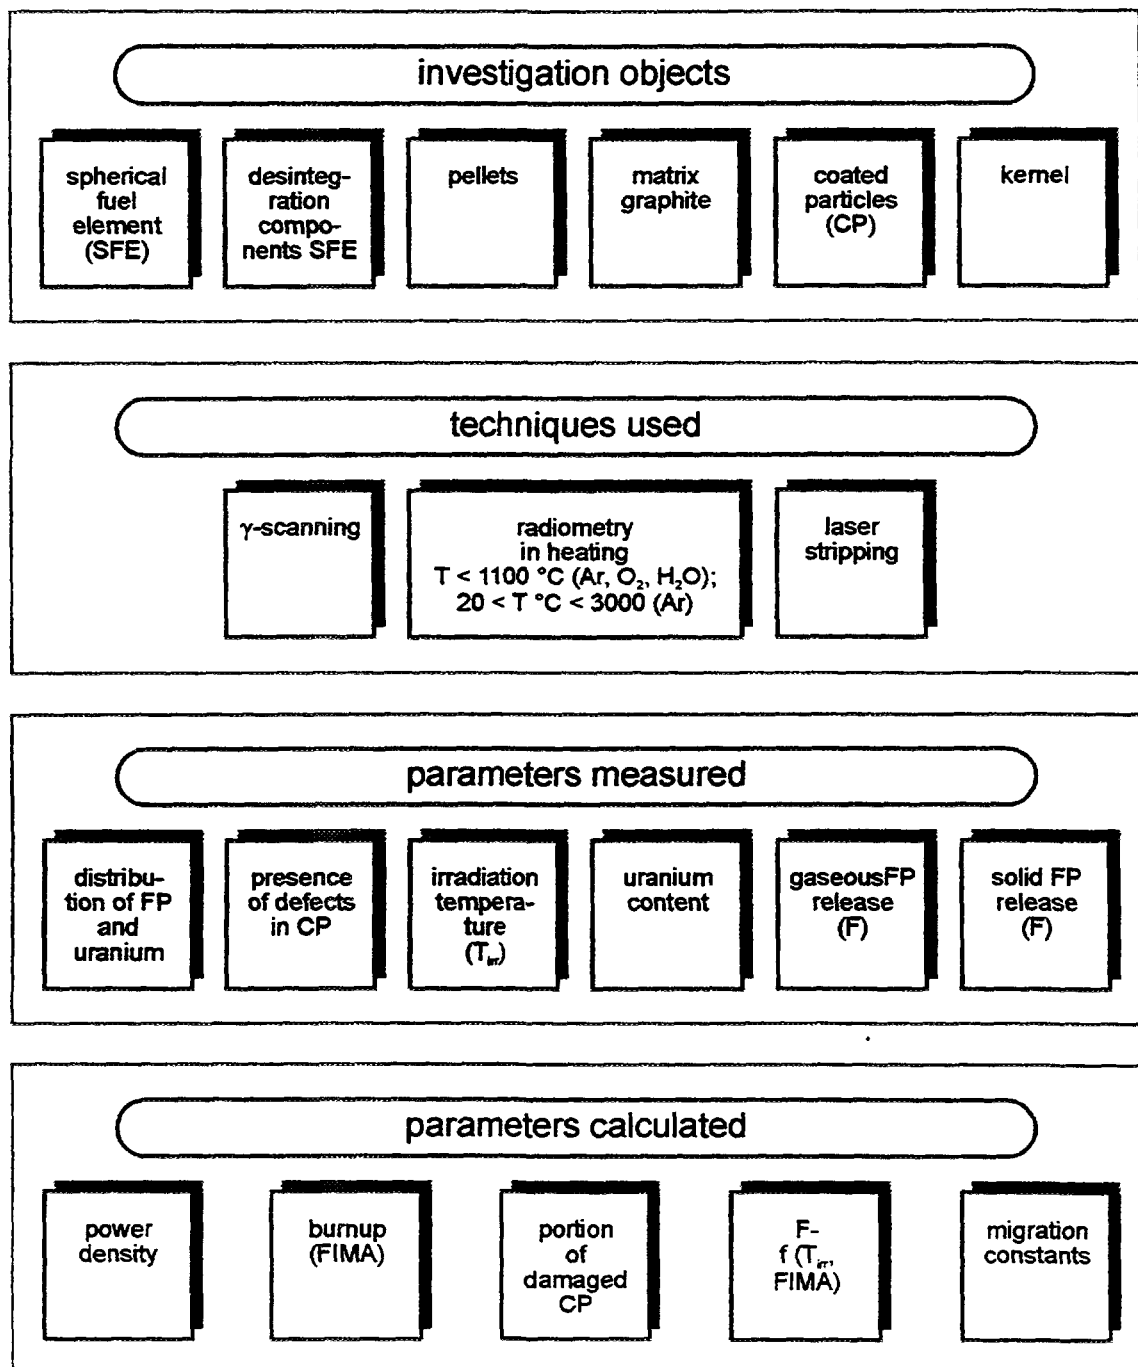 investigation objects
spherical
fuel
element
(SFE)
desinteg-
ration
compo-
nents SFE
pellets
matrix
graphite
coated
particles
(CP)
kernel
techniques used
γ-scanning
radiometry
in heating
T < 1100 °C (Ar, O₂, H₂O);
20 < T °C < 3000 (Ar)
laser
stripping
parameters measured
distribu-
tion of FP
and
uranium
presence
of defects
in CP
irradiation
tempera-
ture
(Tᵢᵣᵣ)
uranium
content
gaseousFP
release
(F)
solid FP
release
(F)
parameters calculated
power
density
burnup
(FIMA)
portion
of
damaged
CP
F-
f (Tᵢᵣᵣ,
FIMA)
migration
constants